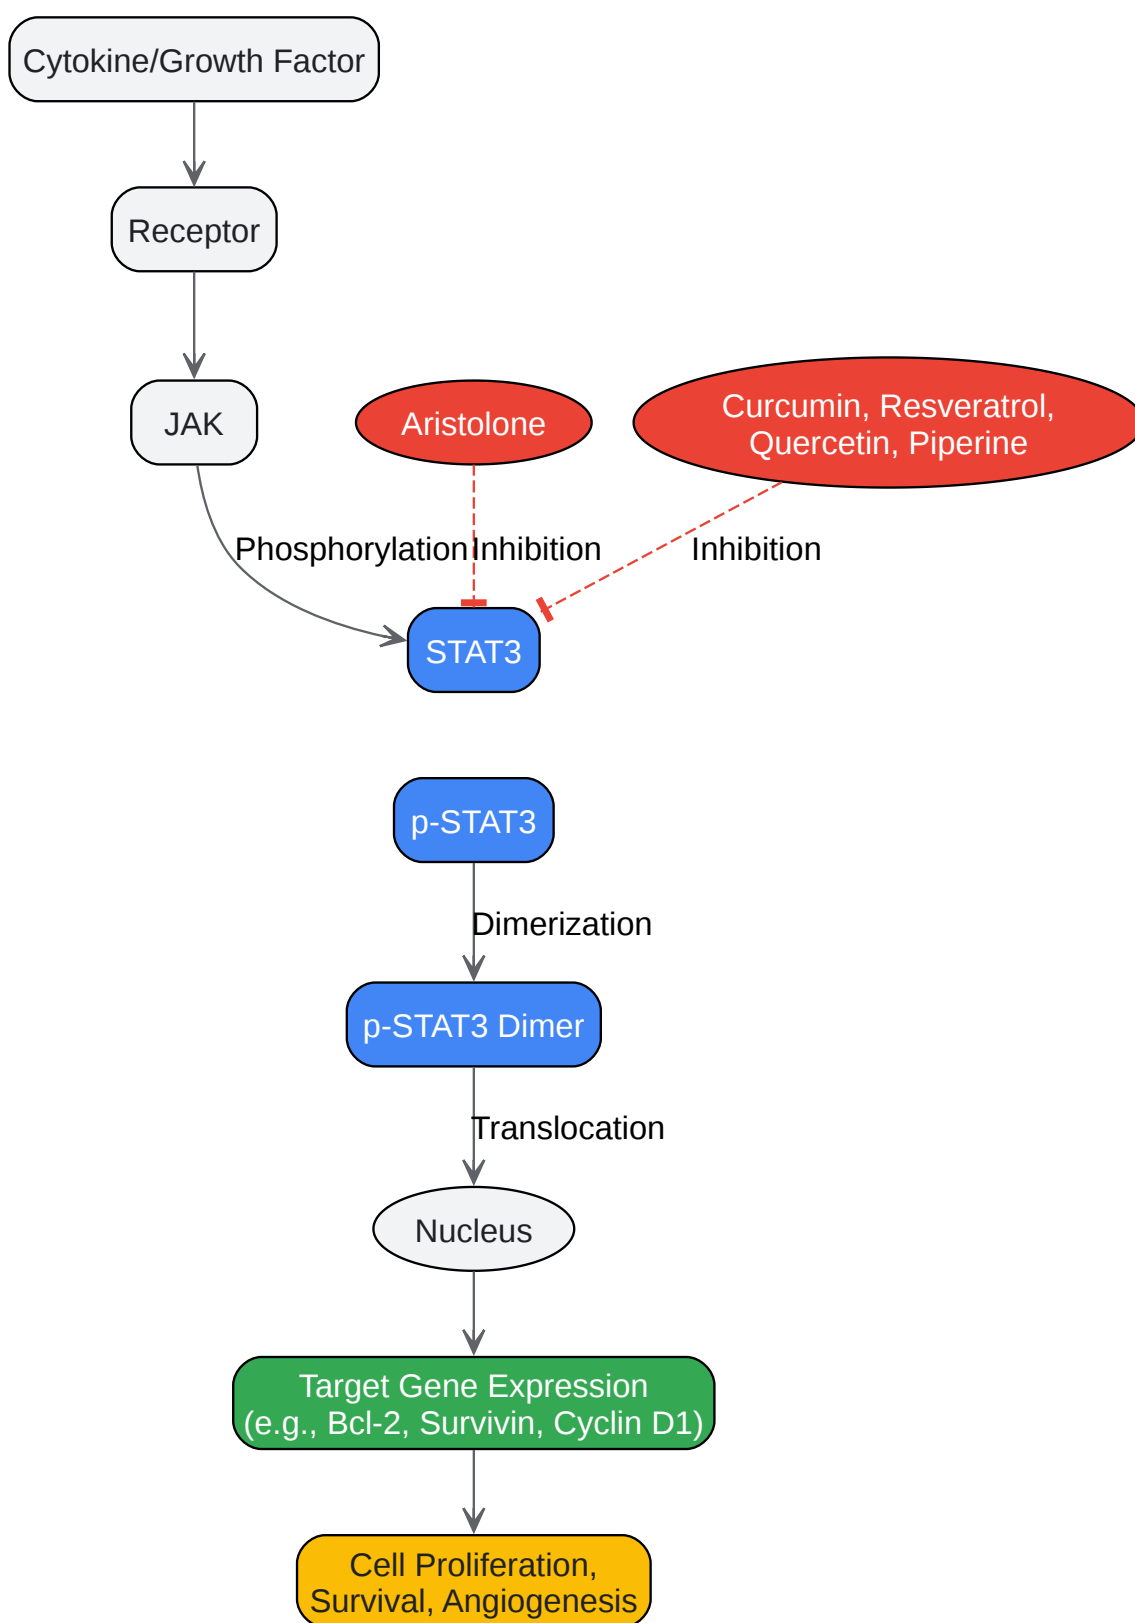 Cytokine/Growth Factor
Receptor
JAK
Aristolone
Curcumin, Resveratrol,
Quercetin, Piperine
Phosphorylation
Inhibition
Inhibition
STAT3
p-STAT3
Dimerization
p-STAT3 Dimer
Translocation
Nucleus
Target Gene Expression
(e.g., Bcl-2, Survivin, Cyclin D1)
Cell Proliferation,
Survival, Angiogenesis